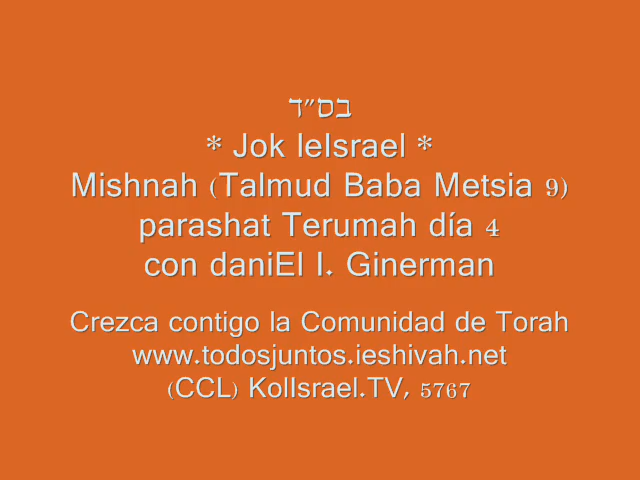 בס"ד
* Jok leIsrael *
Mishnah (Talmud Baba Metsia 9)
parashat Terumah día 4
con daniEl I. Ginerman
Crezca contigo la Comunidad de Torah
www.todosjuntos.ieshivah.net
(CCL) KolIsrael.TV, 5767